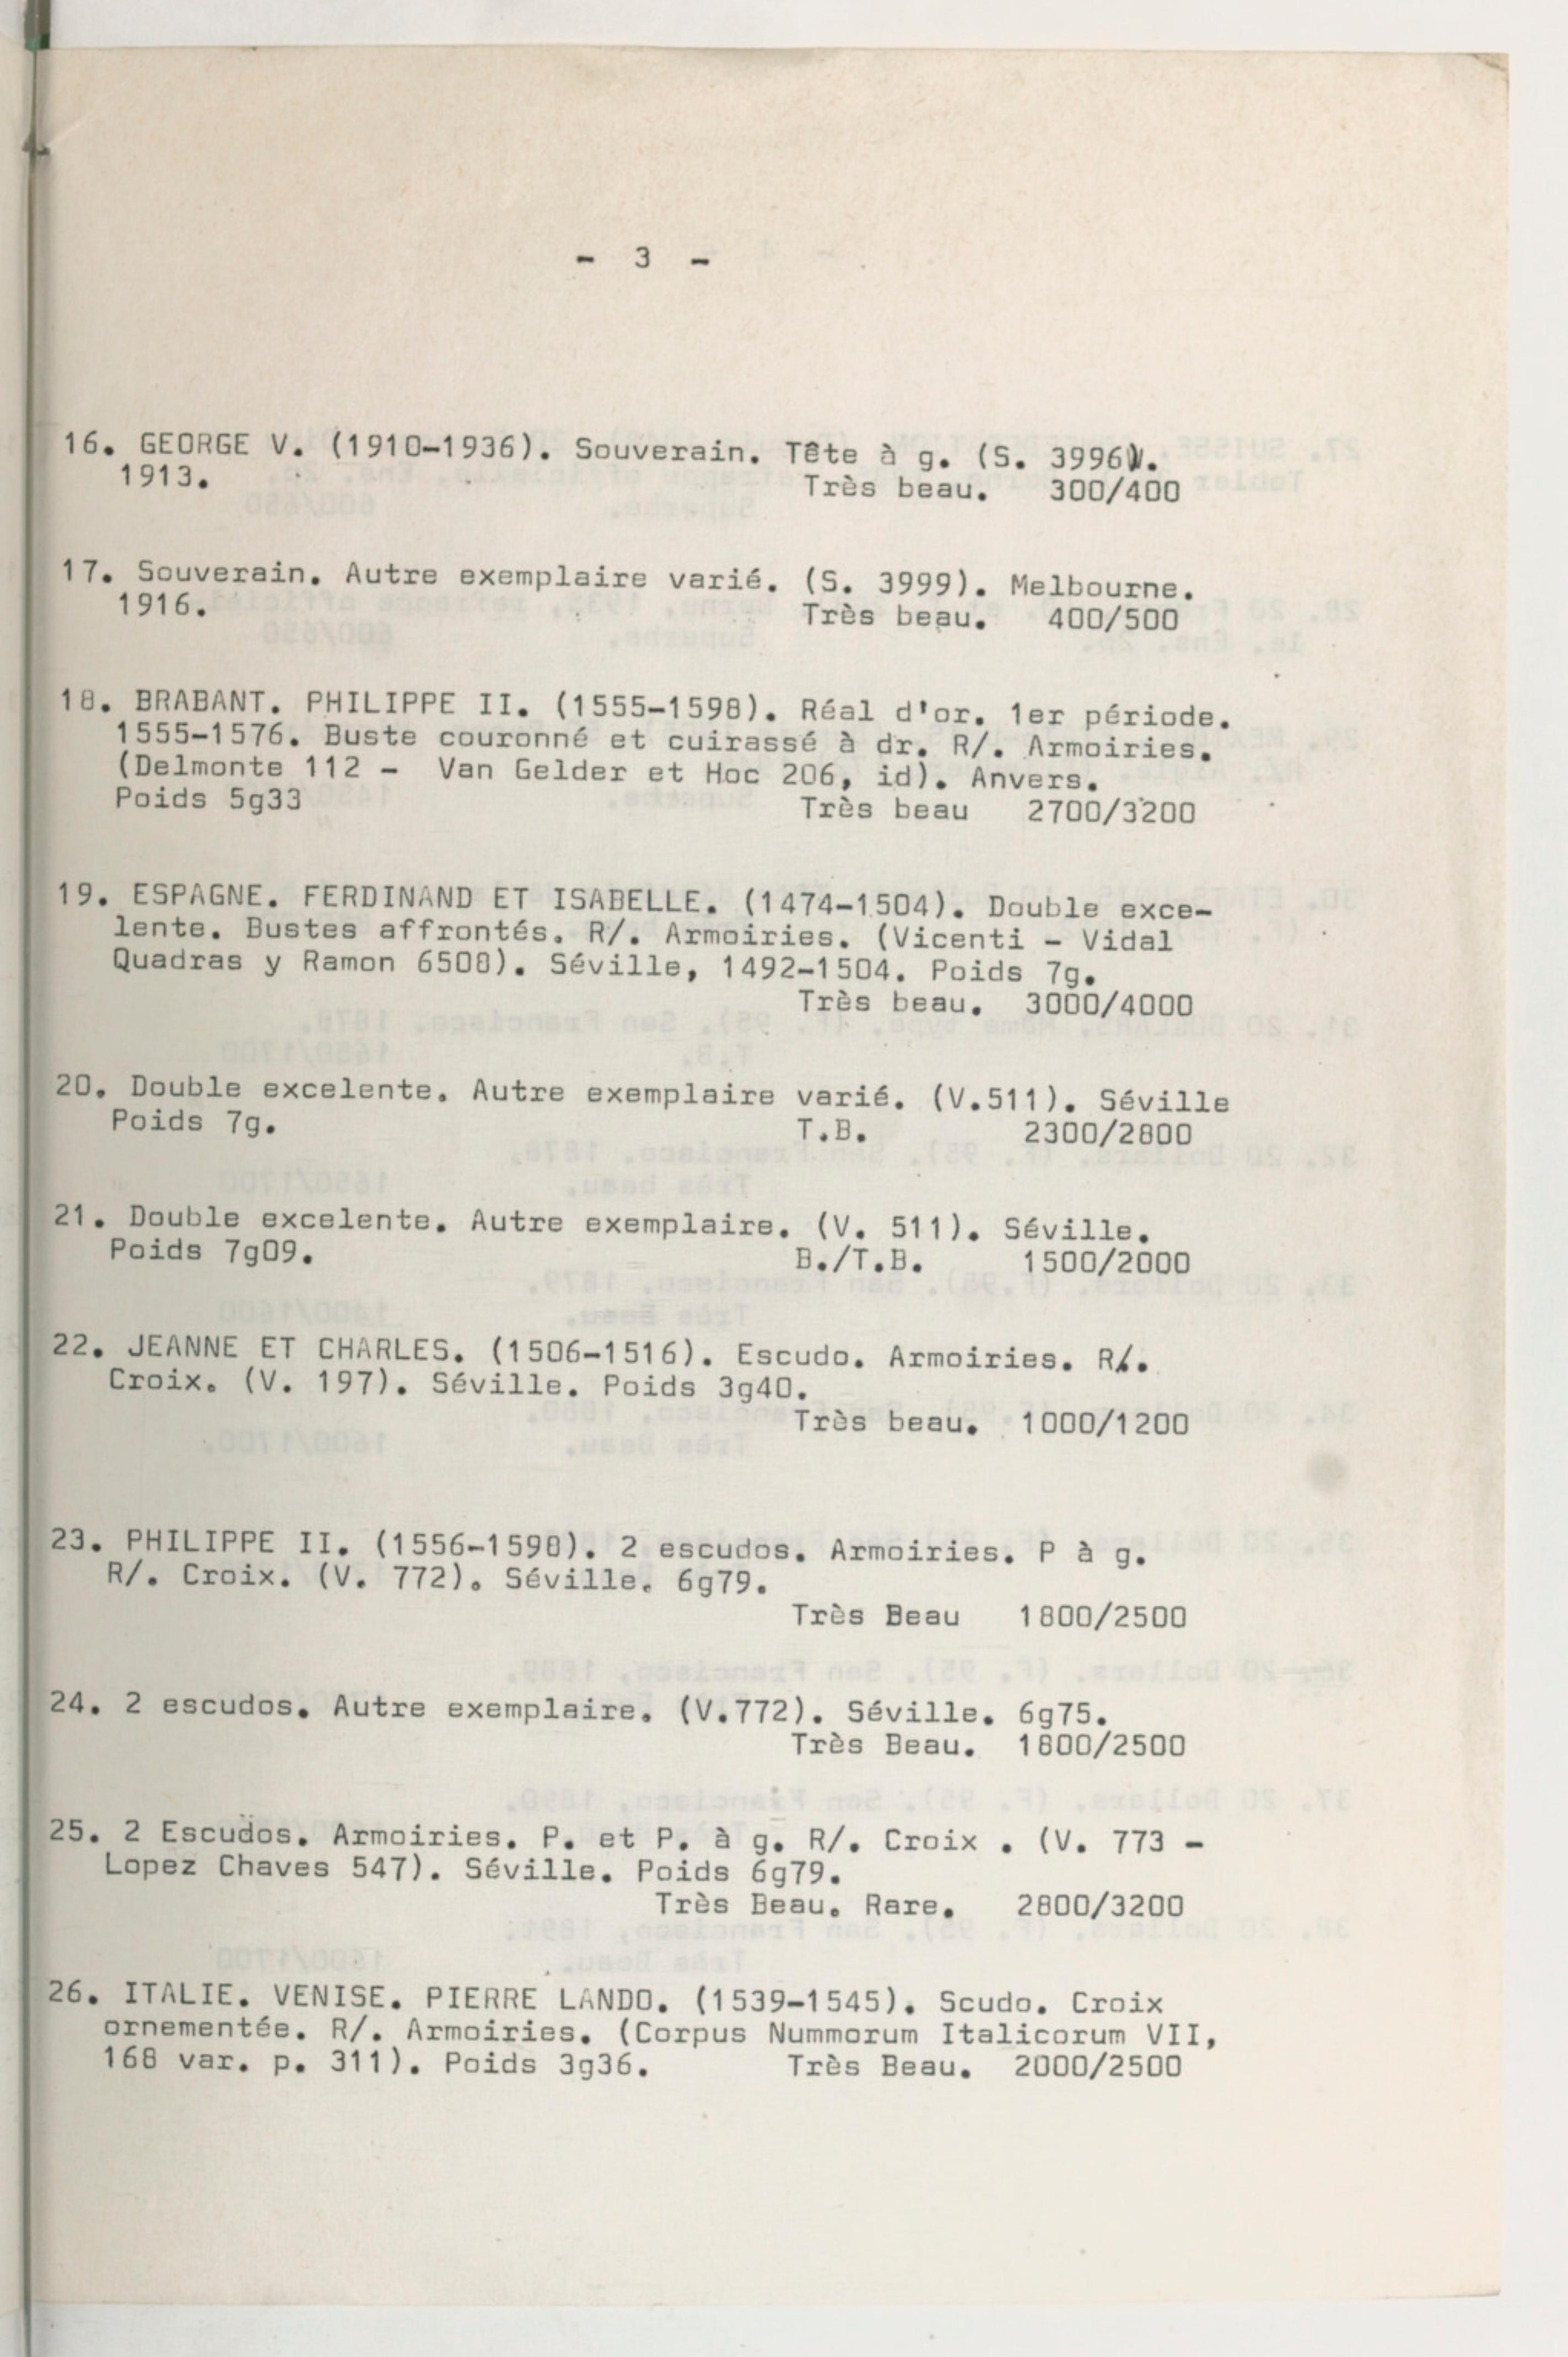 - 3 -
16. GEORGE V. (1910-1936). Souverain. Tête à g. (S. 3996).
1913. Très beau. 300/400
17. Souverain. Autre exemplaire varié. (S. 3999). Melbourne.
1916. Très beau. 400/500
18. BRABANT. PHILIPPE II. (1555-1598). Réal d'or. 1er période.
1555-1576. Buste couronné et cuirassé à dr. R/. Armoiries.
(Delmonte 112 - Van Gelder et Hoc 206, id). Anvers.
Poids 5g33 Très beau 2700/3200
19. ESPAGNE. FERDINAND ET ISABELLE. (1474-1504). Double exce-
lente. Bustes affrontés. R/. Armoiries. (Vicenti - Vidal
Quadras y Ramon 6508). Séville, 1492-1504. Poids 7g.
Très beau. 3000/4000
20. Double excelente. Autre exemplaire varié. (V.511). Séville
Poids 7g. T.B. 2300/2800
21. Double excelente. Autre exemplaire. (V. 511). Séville.
Poids 7g09. B./T.B. 1500/2000
22. JEANNE ET CHARLES. (1506-1516). Escudo. Armoiries. R/.
Croix. (V. 197). Séville. Poids 3g40.
Très beau. 1000/1200
23. PHILIPPE II. (1556-1598). 2 escudos. Armoiries. P à g.
R/. Croix. (V. 772). Séville. 6g79.
Très Beau 1800/2500
24. 2 escudos. Autre exemplaire. (V.772). Séville. 6g75.
Très Beau. 1800/2500
25. 2 Escudos. Armoiries. P. et P. à g. R/. Croix . (V. 773 -
Lopez Chaves 547). Séville. Poids 6g79.
Très Beau. Rare. 2800/3200
26. ITALIE. VENISE. PIERRE LANDO. (1539-1545). Scudo. Croix
ornementée. R/. Armoiries. (Corpus Nummorum Italicorum VII,
168 var. p. 311). Poids 3g36. Très Beau. 2000/2500